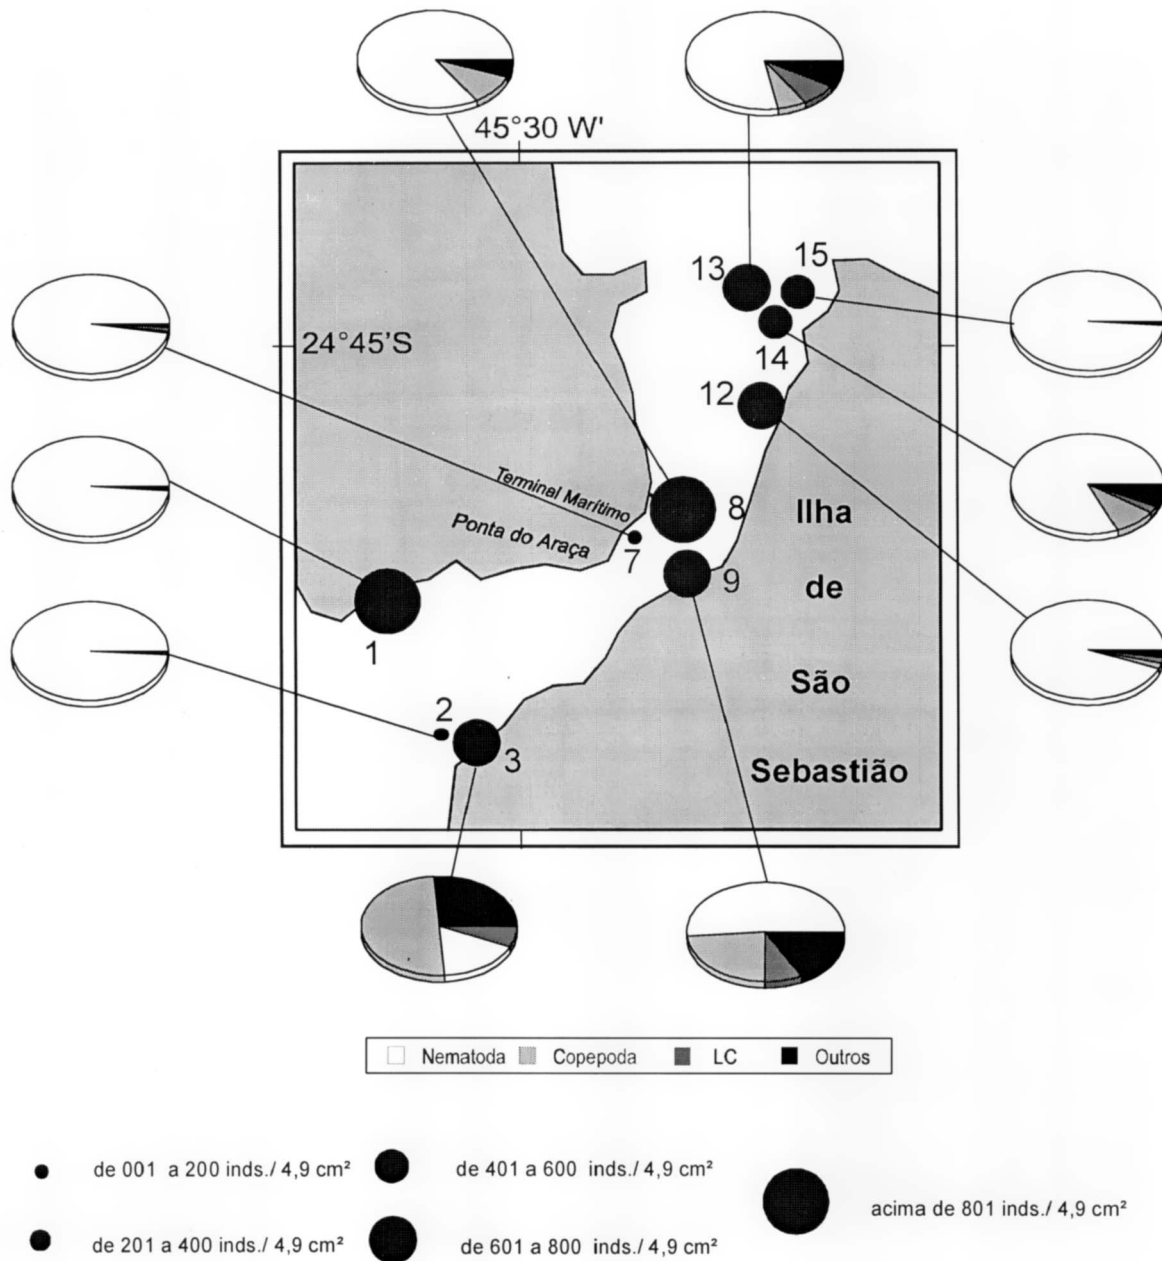 45°30 W'
13
15
24°45'S
14
12
Terminal Marítimo
8
Ilha
Ponta do Araça
7
9
de
1
São
2
3
Sebastião
Nematoda Copepoda LC Outros
de 001 a 200 inds./ 4,9 cm²
de 401 a 600 inds./ 4,9 cm²
acima de 801 inds./ 4,9 cm²
de 201 a 400 inds./ 4,9 cm²
de 601 a 800 inds./ 4,9 cm²